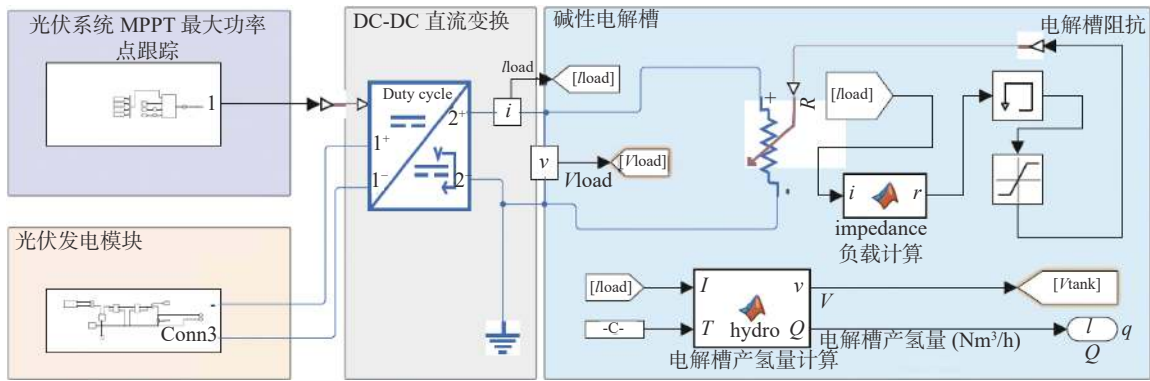 光伏系统 MPPT 最大功率
点跟踪
1
光伏发电模块
Conn3
DC-DC 直流变换
Duty cycle
1+
1-
2+
2-
Iload
i
碱性电解槽
[Iload]
v
Vload
[Vload]
+
R
[Iload]
电解槽阻抗
i
r
impedance
负载计算
[Iload]
-C-
I
T
v
Q
hydro
电解槽产氢量计算
V
[Vtank]
电解槽产氢量 (Nm³/h)
l
q
Q